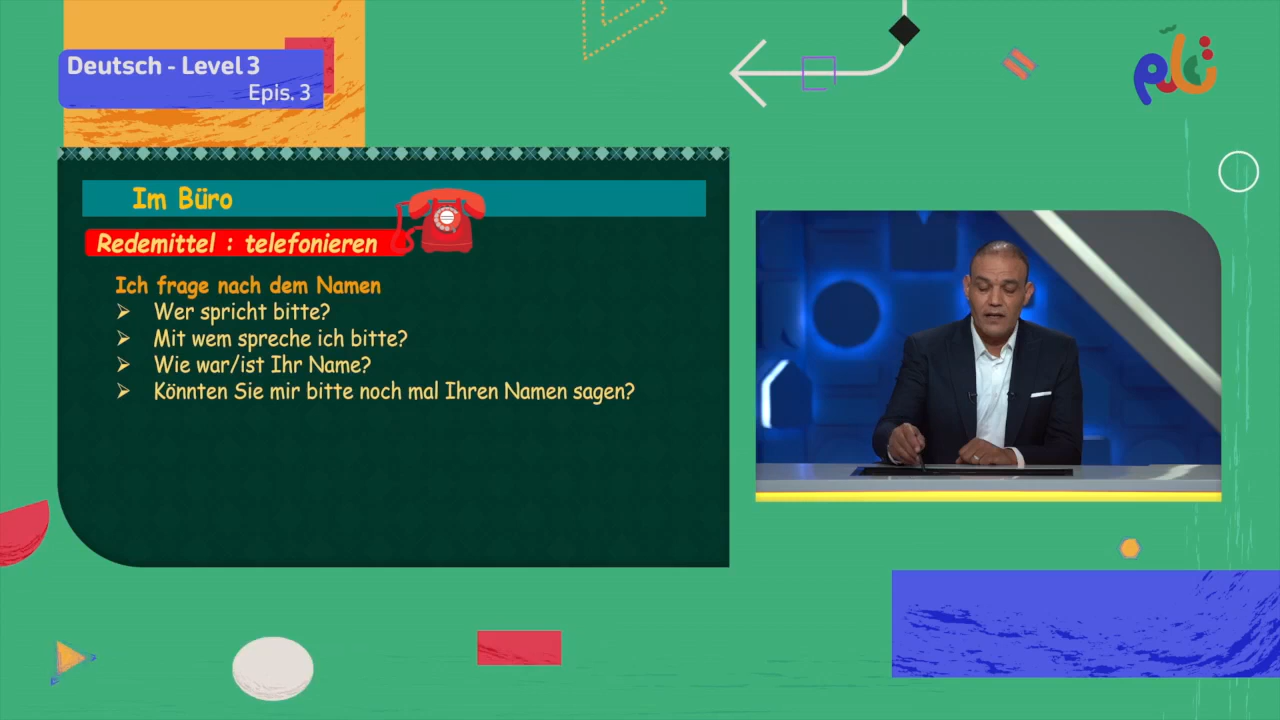 Deutsch - Level 3
Epis. 3
نتألم
Im Büro
Redemittel : telefonieren
Ich frage nach dem Namen
➢ Wer spricht bitte?
➢ Mit wem spreche ich bitte?
➢ Wie war/ist Ihr Name?
➢ Könnten Sie mir bitte noch mal Ihren Namen sagen?